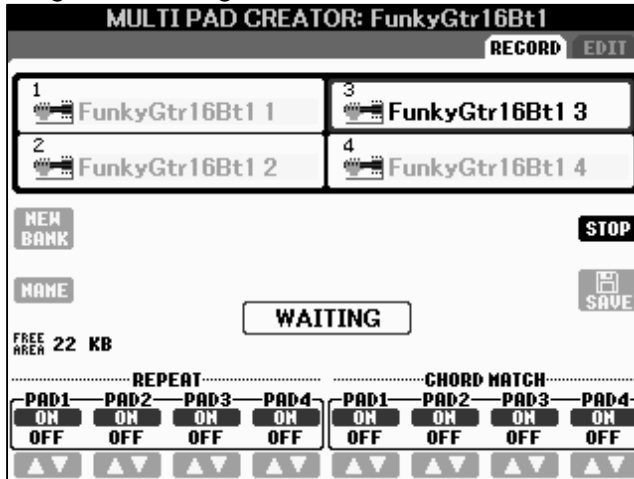 MULTI PAD CREATOR: FunkyGtr16Bt1
RECORD EDIT
1 FunkyGtr16Bt1 1
3 FunkyGtr16Bt1 3
2 FunkyGtr16Bt1 2
4 FunkyGtr16Bt1 4
NEW BANK
STOP
NAME
SAVE
WAITING
FREE AREA 22 KB
REPEAT CHORD MATCH
PAD1 PAD2 PAD3 PAD4 PAD1 PAD2 PAD3 PAD4
ON ON ON ON ON ON ON ON
OFF OFF OFF OFF OFF OFF OFF OFF